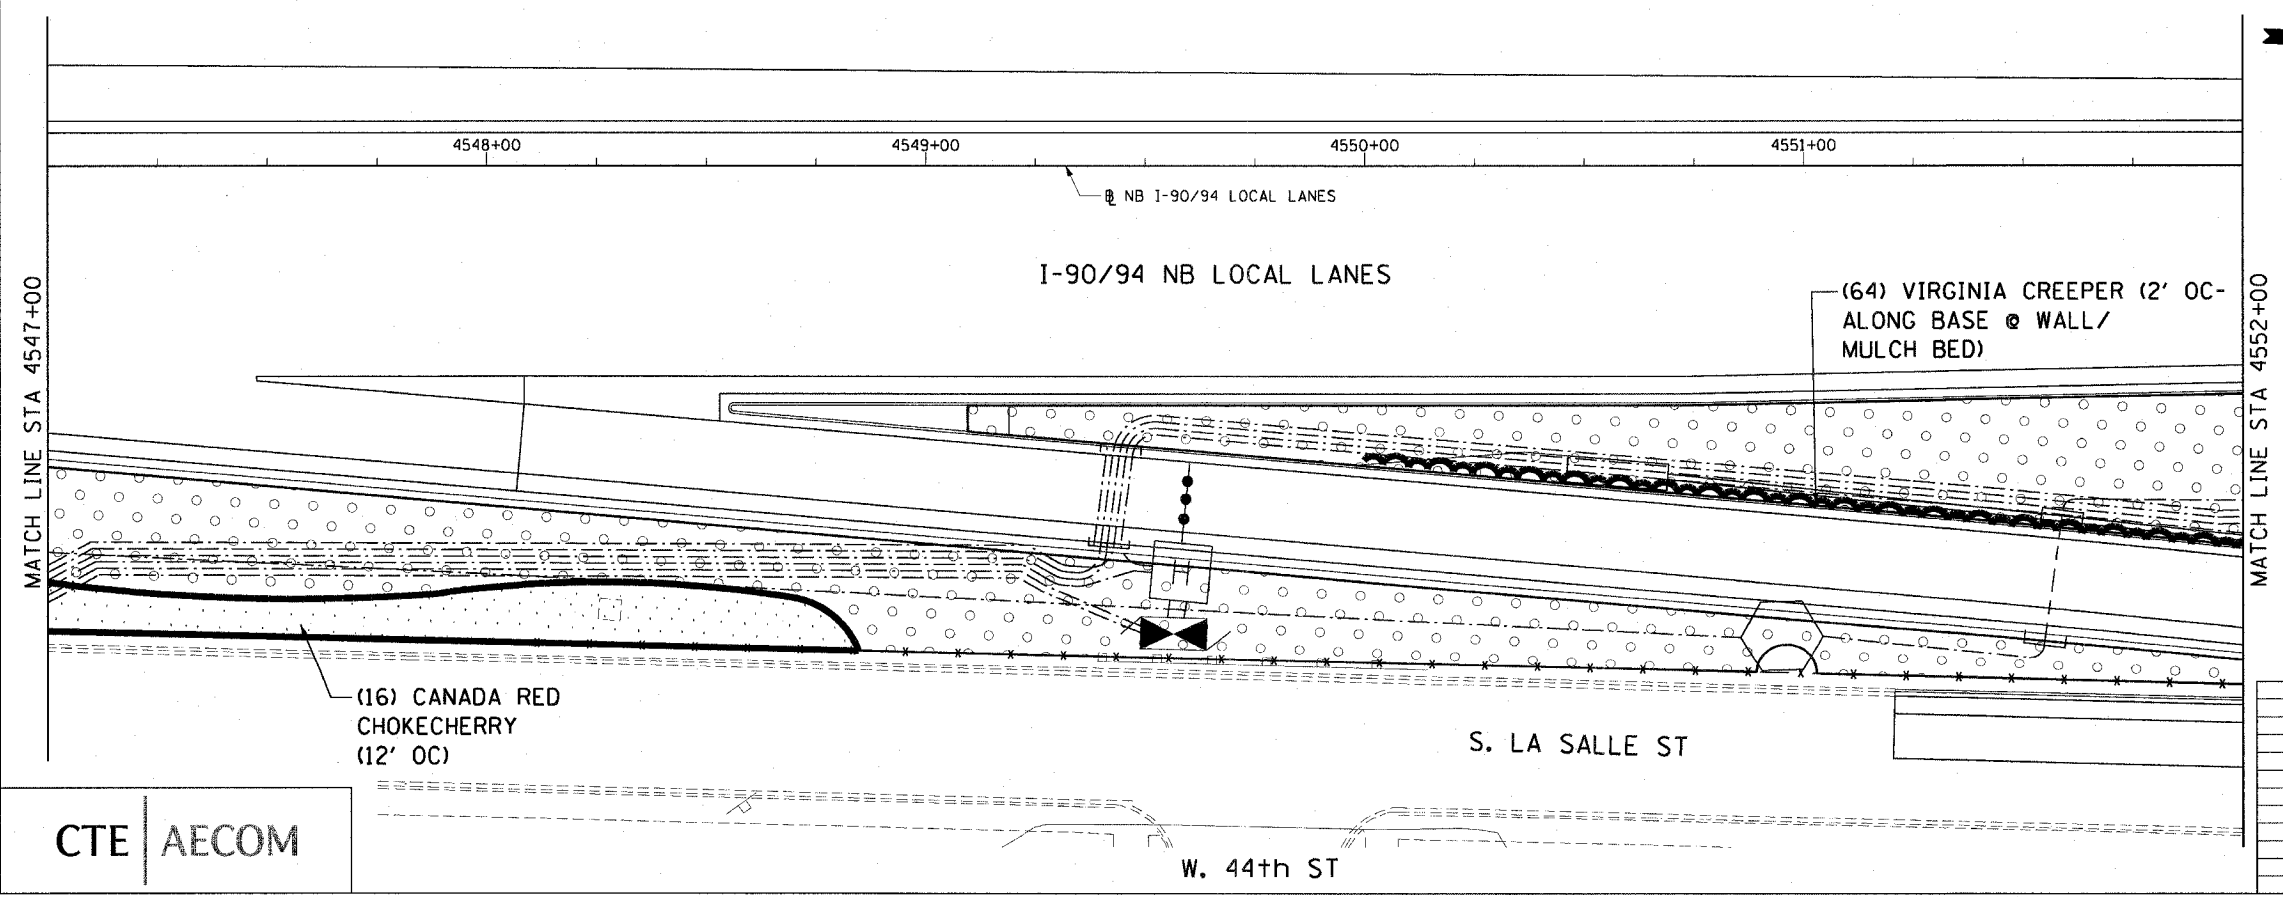 4548+00
4549+00
4550+00
4551+00
NB I-90/94 LOCAL LANES
I-90/94 NB LOCAL LANES
(64) VIRGINIA CREEPER (2' OC-
ALONG BASE @ WALL/
MULCH BED)
MATCH LINE STA 4547+00
MATCH LINE STA 4552+00
(16) CANADA RED
CHOKECHERRY
(12' OC)
S. LA SALLE ST
W. 44th ST
CTE | AECOM